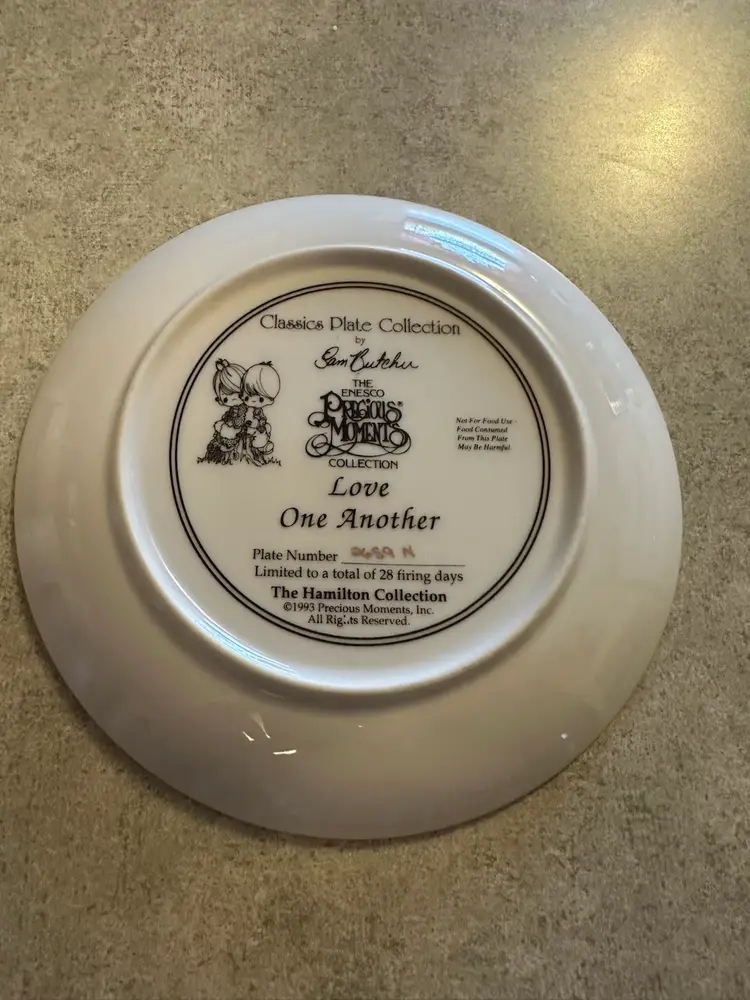 Classics Plate Collection
by
Sam Butcher
THE
ENESCO
PRECIOUS®
MOMENTS
COLLECTION
Not For Food Use -
Food Consumed
From This Plate
May Be Harmful.
Love
One Another
Plate Number
Limited to a total of 28 firing days
The Hamilton Collection
©1993 Precious Moments, Inc.
All Rights Reserved.